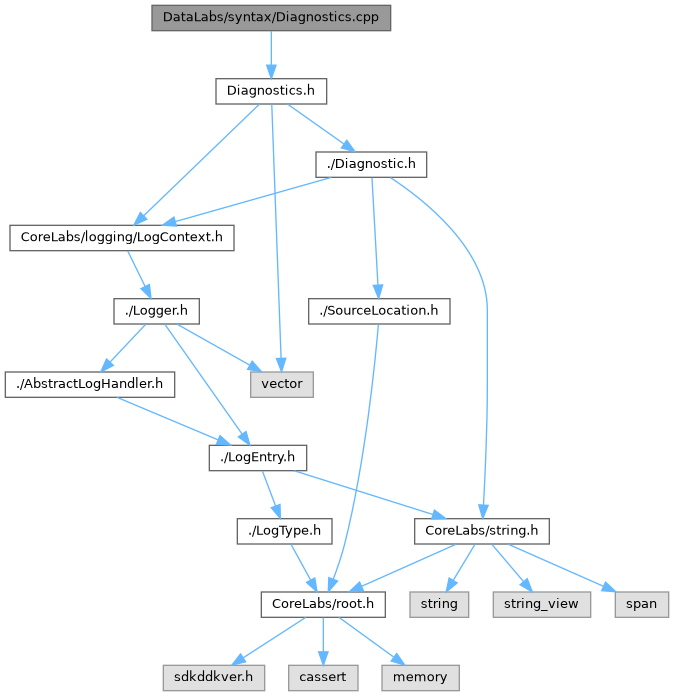 DataLabs/syntax/Diagnostics.cpp
Diagnostics.h
./Diagnostic.h
CoreLabs/logging/LogContext.h
./Logger.h
./SourceLocation.h
./AbstractLogHandler.h
vector
./LogEntry.h
./LogType.h
CoreLabs/string.h
CoreLabs/root.h
string
string_view
span
sdkddkver.h
cassert
memory